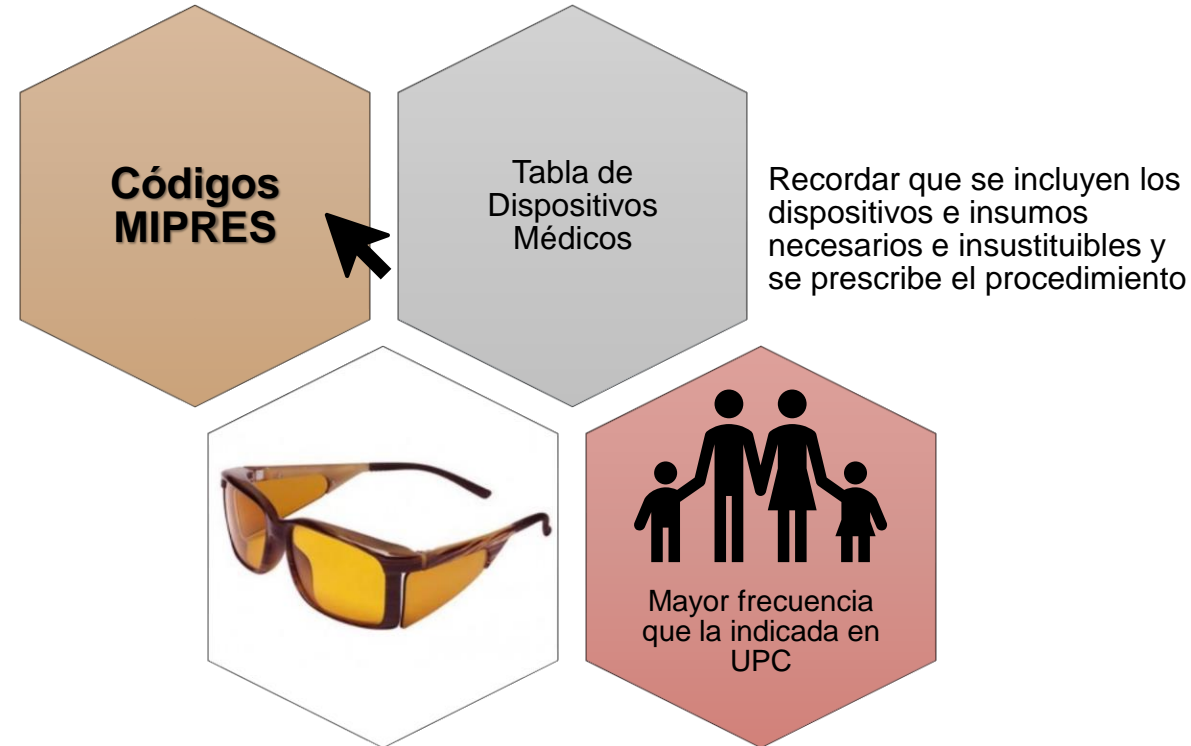 Códigos
MIPRES
Tabla de
Dispositivos
Médicos
Recordar que se incluyen los
dispositivos e insumos
necesarios e insustituibles y
se prescribe el procedimiento
Mayor frecuencia
que la indicada en
UPC